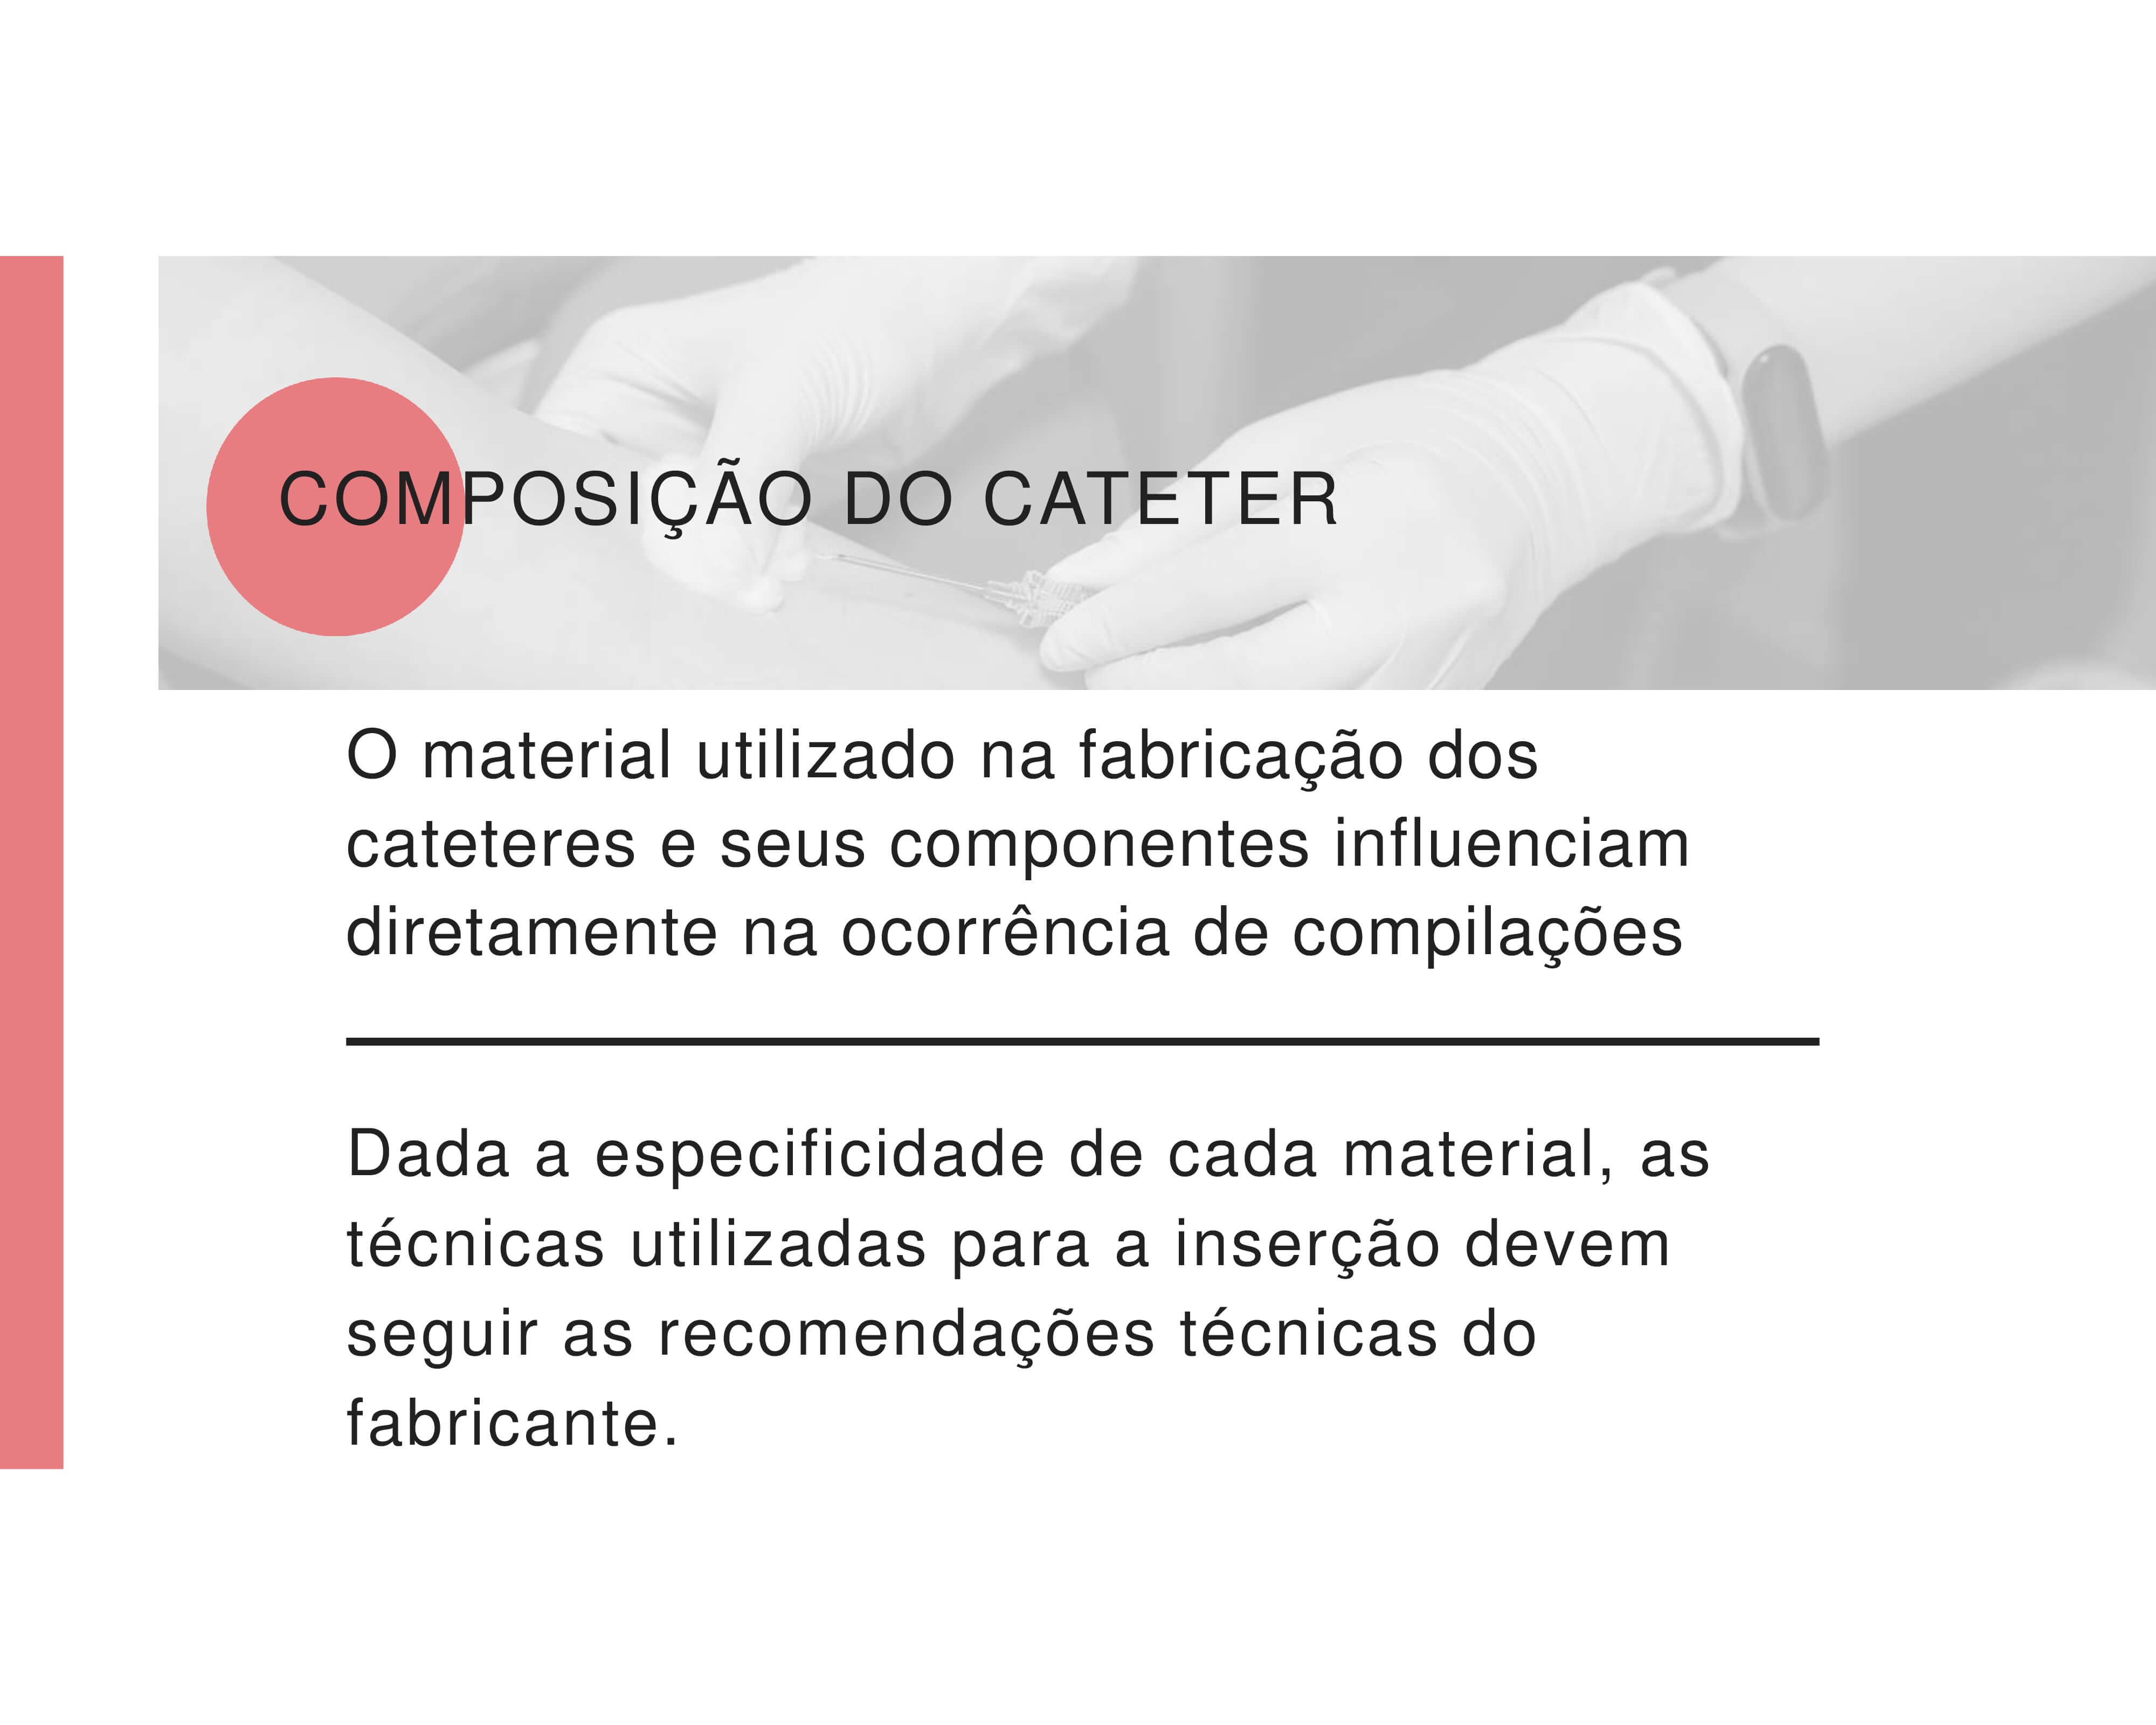 COMPOSIÇÃO DO CATETER
O material utilizado na fabricação dos
cateteres e seus componentes influenciam
diretamente na ocorrência de compilações
Dada a especificidade de cada material, as
técnicas utilizadas para a inserção devem
seguir as recomendações técnicas do
fabricante.